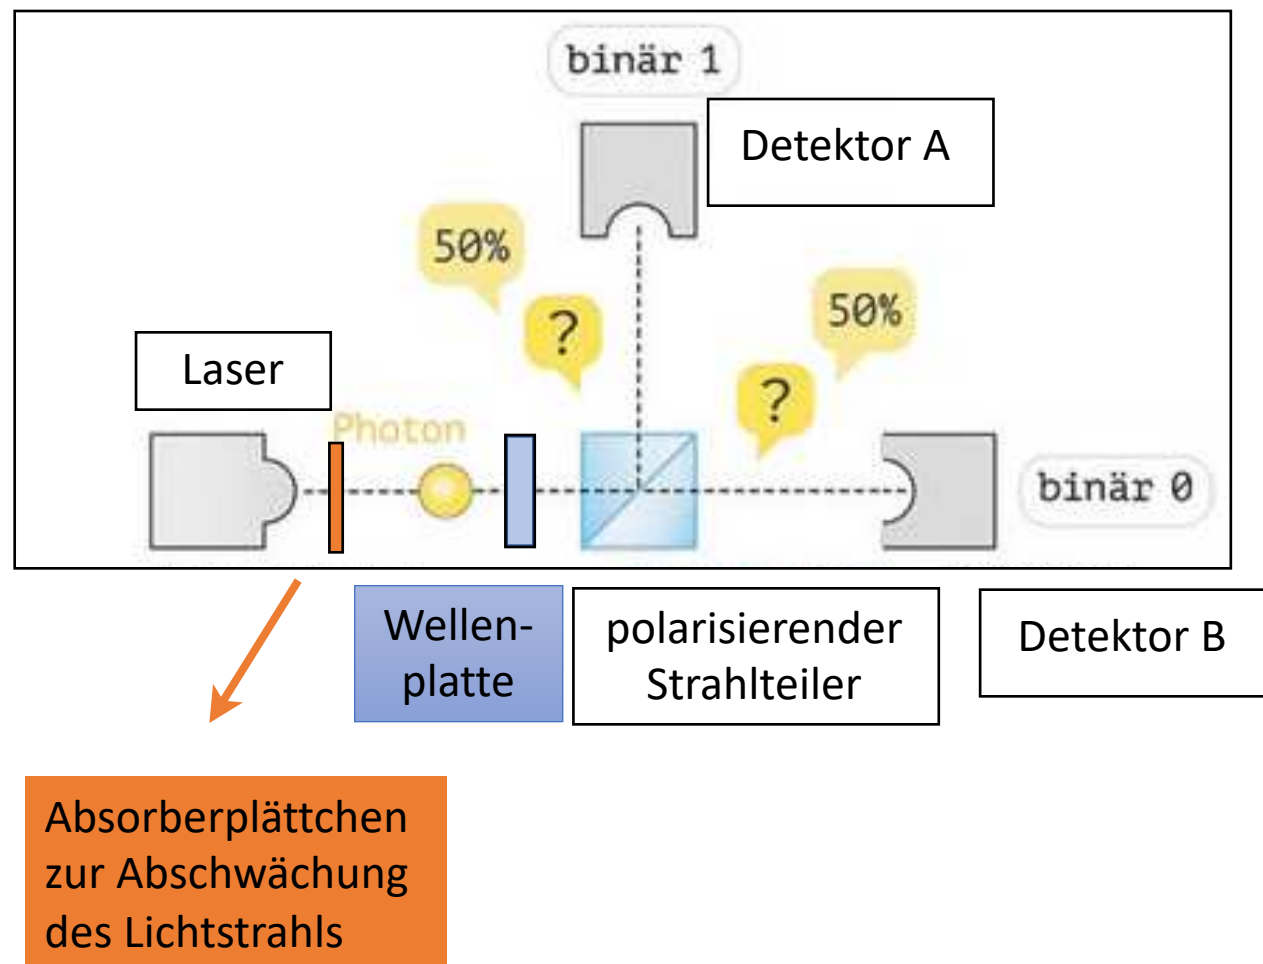 binär 1
Detektor A
50%
?
50%
?
Laser
Photon
binär 0
Wellen-
platte
polarisierender
Strahlteiler
Detektor B
Absorberplättchen
zur Abschwächung
des Lichtstrahls